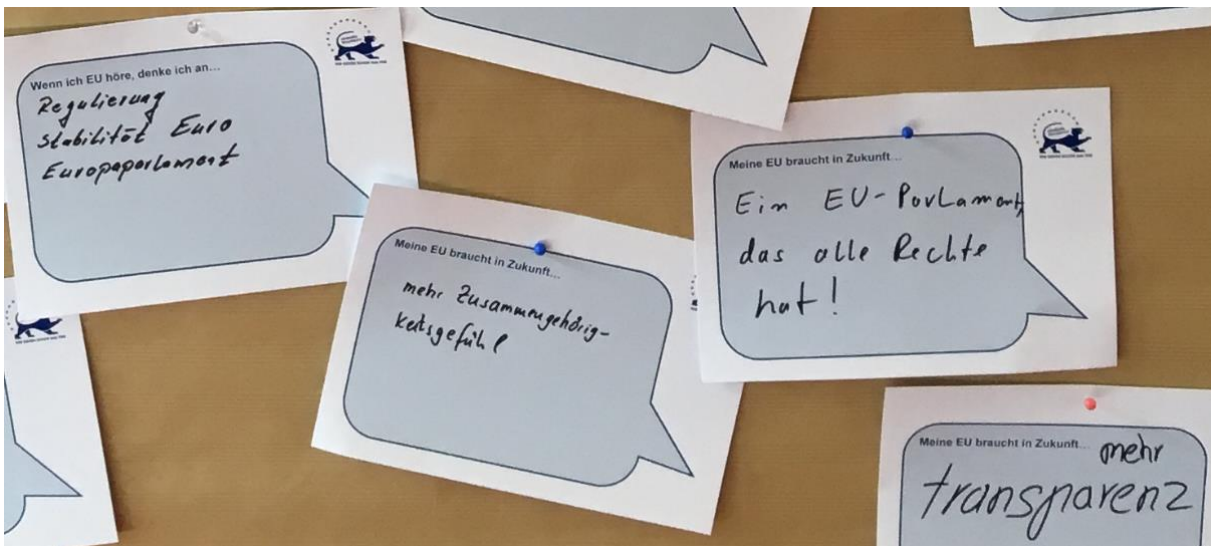 Wenn ich EU höre, denke ich an...
Regulierung
Stabilität Euro
Europaparlament
Meine EU braucht in Zukunft...
mehr Zusammengehörig-
keitsgefühl
Meine EU braucht in Zukunft...
Ein EU-Parlament,
das alle Rechte
hat!
Meine EU braucht in Zukunft...
mehr
transparenz